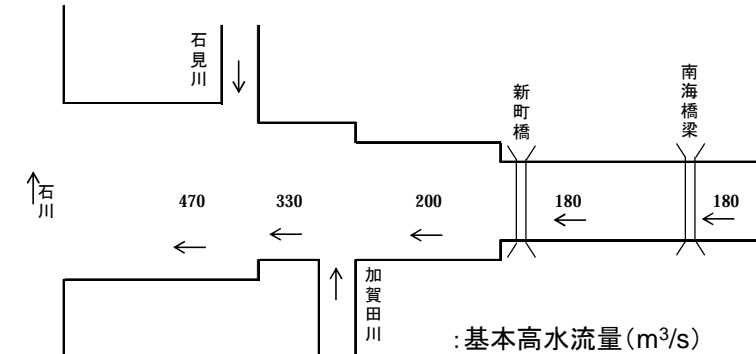 石見川
新町橋
南海橋梁
石川
470
330
200
180
180
加賀田川
:基本高水流量(m³/s)